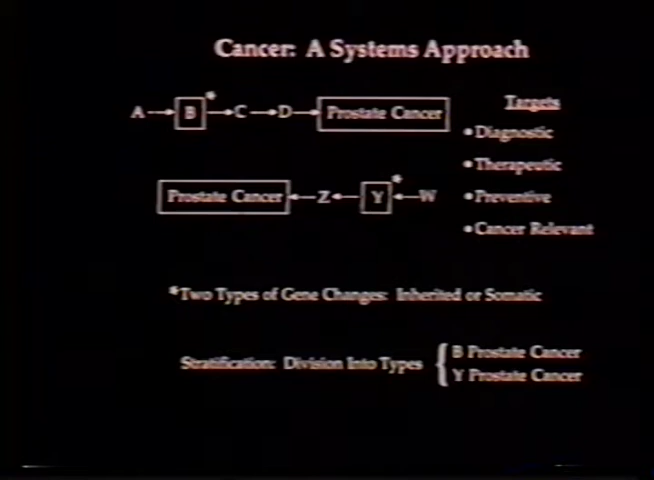 Cancer: A Systems Approach
A → B* → C → D → Prostate Cancer
Targets
• Diagnostic
• Therapeutic
Prostate Cancer ← Z ← Y* ← W
• Preventive
• Cancer Relevant
*Two Types of Gene Changes: Inherited or Somatic
Stratification: Division Into Types { B Prostate Cancer
Y Prostate Cancer